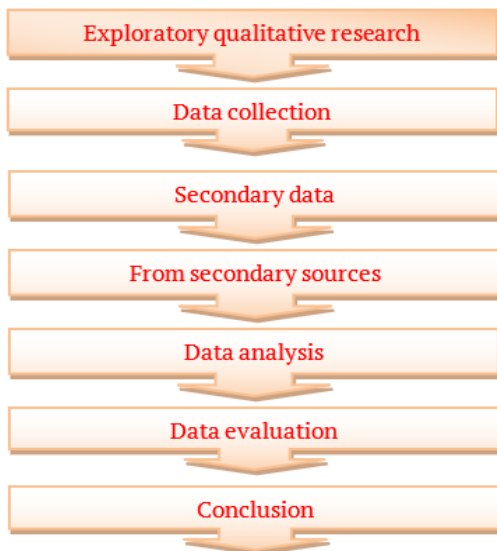 Exploratory qualitative research
Data collection
Secondary data
From secondary sources
Data analysis
Data evaluation
Conclusion